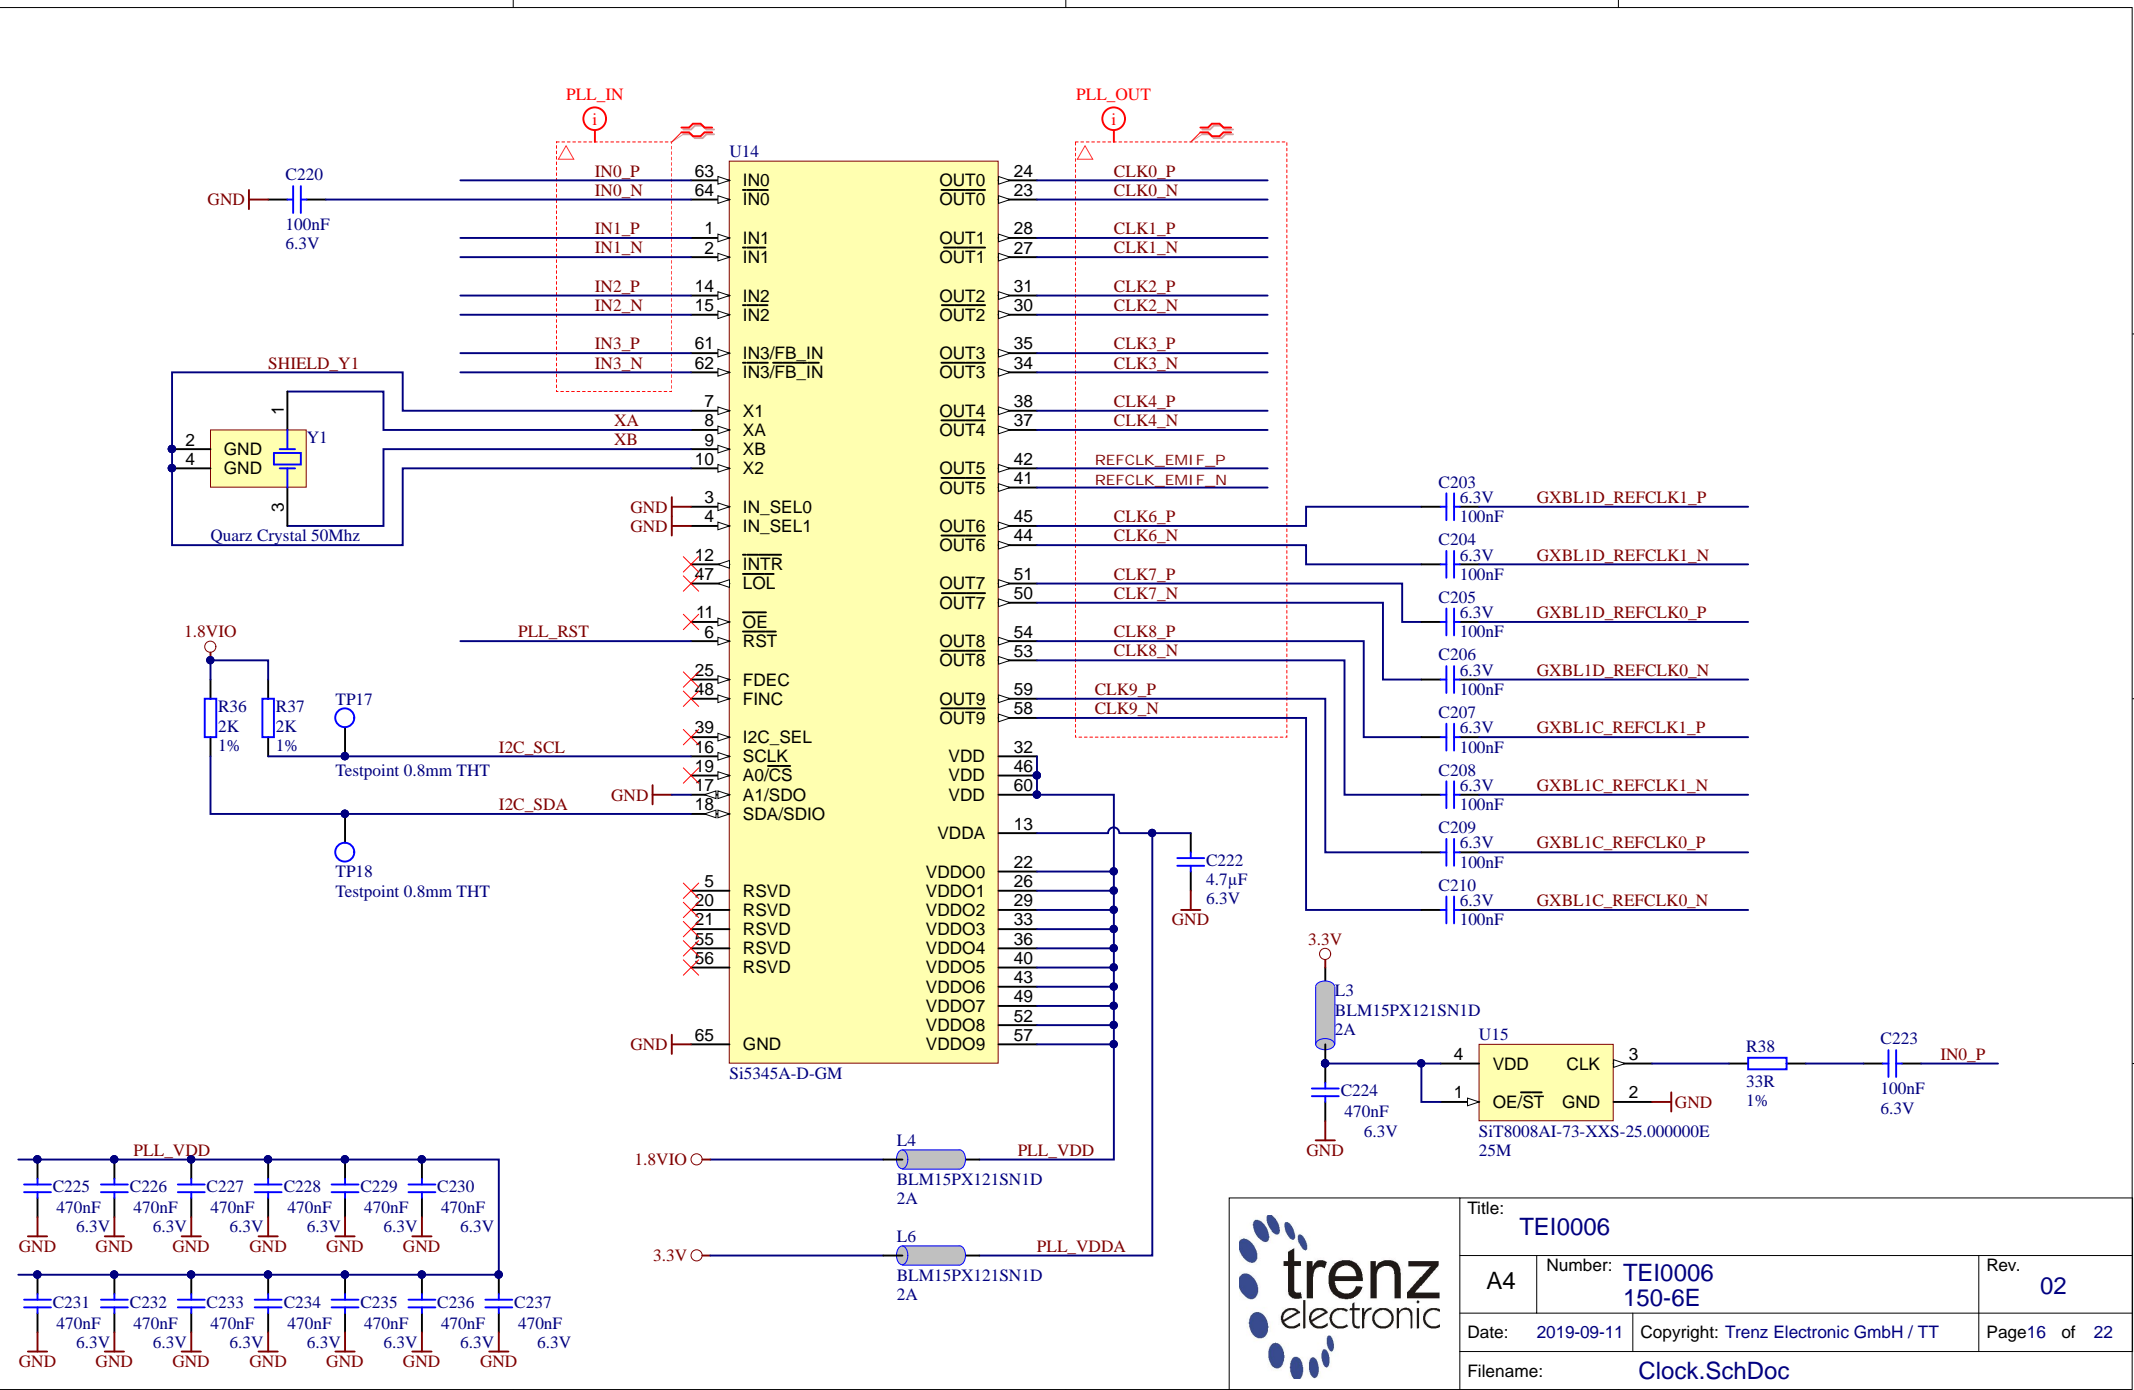 PLL_IN
i
PLL_OUT
i
U14
C220
GND
100nF
6.3V
IN0_P 63 IN0
IN0_N 64 IN0
IN1_P 1 IN1
IN1_N 2 IN1
IN2_P 14 IN2
IN2_N 15 IN2
IN3_P 61 IN3/FB_IN
IN3_N 62 IN3/FB_IN
SHIELD_Y1
7 X1
XA 8 XA
XB 9 XB
10 X2
1
Y1
2 GND
4 GND
3
Quarz Crystal 50Mhz
GND 3 IN_SEL0
GND 4 IN_SEL1
12 INTR
47 LOL
11 OE
PLL_RST 6 RST
25 FDEC
48 FINC
39 I2C_SEL
I2C_SCL 16 SCLK
19 A0/CS
GND 17 A1/SDO
I2C_SDA 18 SDA/SDIO
1.8VIO
R36
2K
1%
R37
2K
1%
TP17
Testpoint 0.8mm THT
TP18
Testpoint 0.8mm THT
5 RSVD
20 RSVD
21 RSVD
55 RSVD
56 RSVD
GND 65 GND
Si5345A-D-GM
OUT0 24 CLK0_P
OUT0 23 CLK0_N
OUT1 28 CLK1_P
OUT1 27 CLK1_N
OUT2 31 CLK2_P
OUT2 30 CLK2_N
OUT3 35 CLK3_P
OUT3 34 CLK3_N
OUT4 38 CLK4_P
OUT4 37 CLK4_N
OUT5 42 REFCLK_EMIF_P
OUT5 41 REFCLK_EMIF_N
OUT6 45 CLK6_P
OUT6 44 CLK6_N
OUT7 51 CLK7_P
OUT7 50 CLK7_N
OUT8 54 CLK8_P
OUT8 53 CLK8_N
OUT9 59 CLK9_P
OUT9 58 CLK9_N
VDD 32
VDD 46
VDD 60
VDDA 13
VDDO0 22
VDDO1 26
VDDO2 29
VDDO3 33
VDDO4 36
VDDO5 40
VDDO6 43
VDDO7 49
VDDO8 52
VDDO9 57
C222
4.7µF
6.3V
GND
C203
6.3V GXBL1D_REFCLK1_P
100nF
C204
6.3V GXBL1D_REFCLK1_N
100nF
C205
6.3V GXBL1D_REFCLK0_P
100nF
C206
6.3V GXBL1D_REFCLK0_N
100nF
C207
6.3V GXBL1C_REFCLK1_P
100nF
C208
6.3V GXBL1C_REFCLK1_N
100nF
C209
6.3V GXBL1C_REFCLK0_P
100nF
C210
6.3V GXBL1C_REFCLK0_N
100nF
3.3V
L3
BLM15PX121SN1D
2A
C224
470nF
6.3V
GND
U15
4 VDD CLK 3
1 OE/ST GND 2 GND
SiT8008AI-73-XXS-25.000000E
25M
R38
33R
1%
C223
100nF
6.3V
IN0_P
1.8VIO L4 PLL_VDD
BLM15PX121SN1D
2A
3.3V L6 PLL_VDDA
BLM15PX121SN1D
2A
PLL_VDD
C225 C226 C227 C228 C229 C230
470nF 470nF 470nF 470nF 470nF 470nF
6.3V 6.3V 6.3V 6.3V 6.3V 6.3V
GND GND GND GND GND GND
C231 C232 C233 C234 C235 C236 C237
470nF 470nF 470nF 470nF 470nF 470nF 470nF
6.3V 6.3V 6.3V 6.3V 6.3V 6.3V 6.3V
GND GND GND GND GND GND GND
trenz
electronic
Title:
TEI0006
A4
Number: TEI0006
150-6E
Rev.
02
Date: 2019-09-11 Copyright: Trenz Electronic GmbH / TT Page16 of 22
Filename: Clock.SchDoc